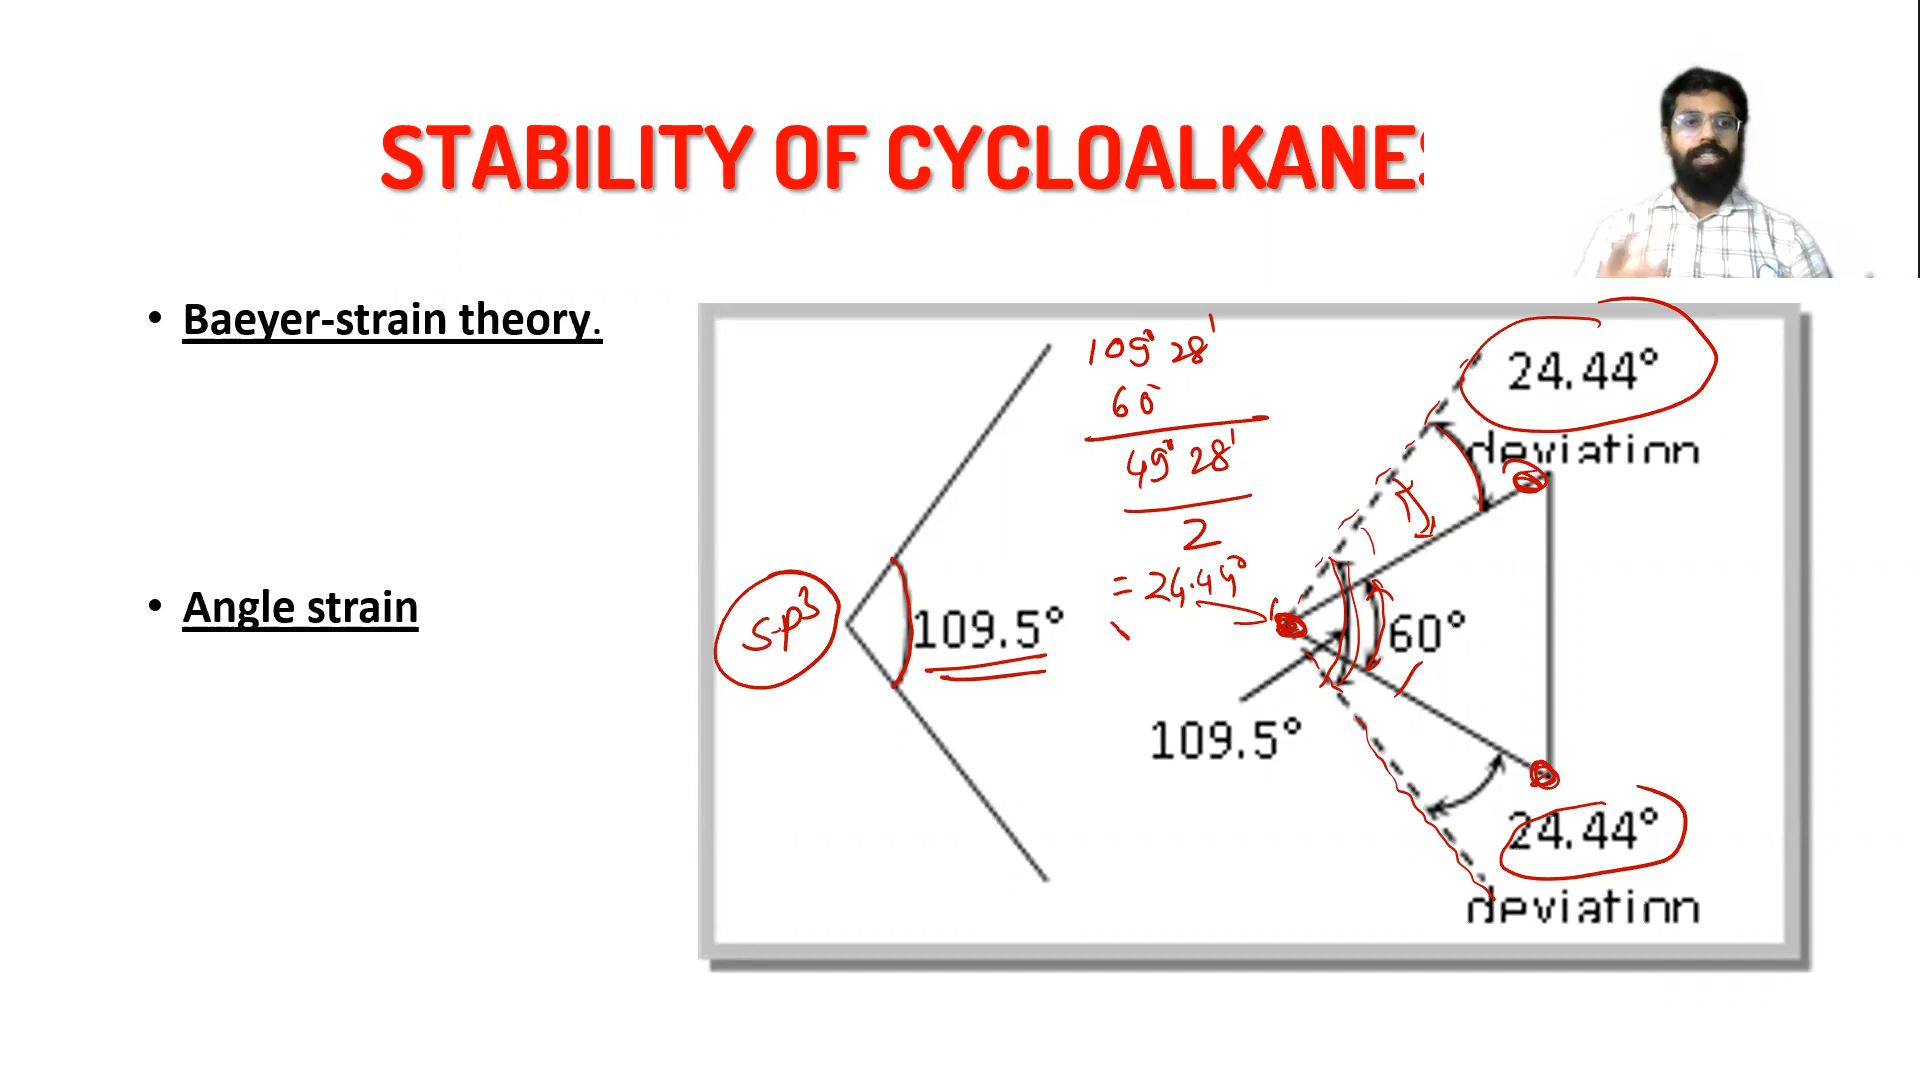 STABILITY OF CYCLOALKANES
• Baeyer-strain theory.
• Angle strain
sp³
109.5°
109° 28'
60°
49° 28'
2
= 24.44°
24.44°
deviation
60°
109.5°
24.44°
deviation